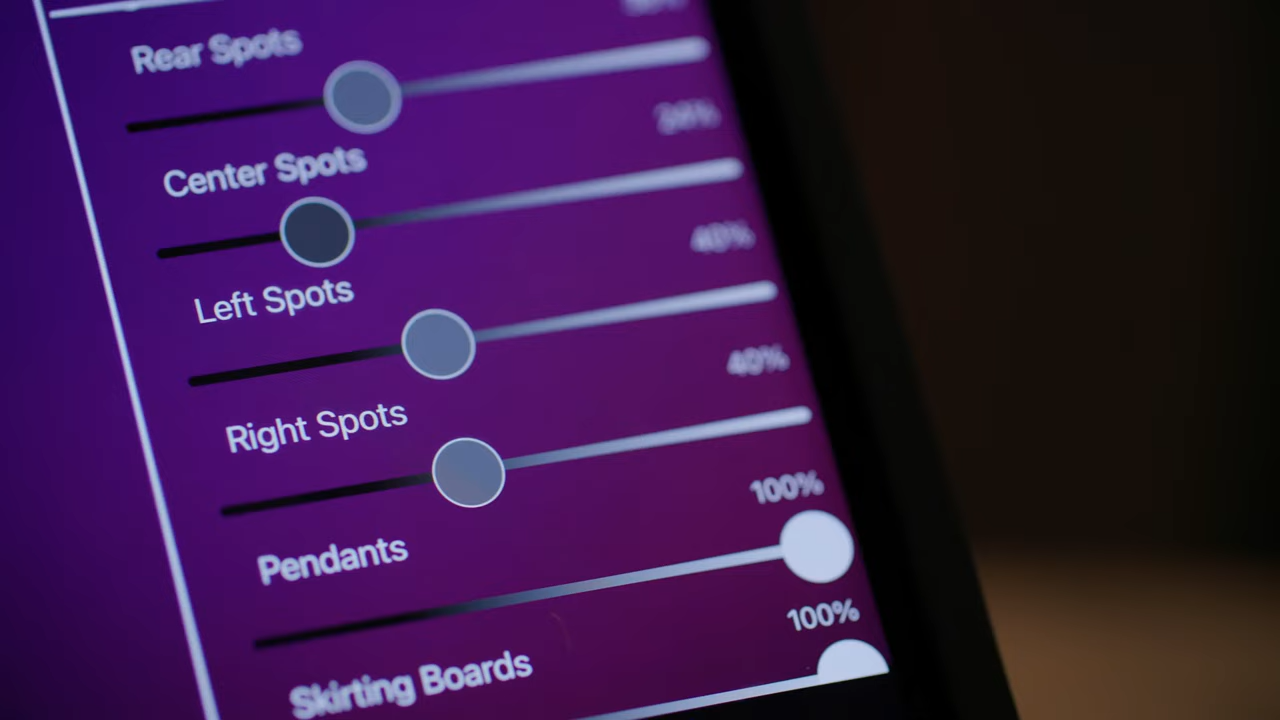 Rear Spots
Center Spots
Left Spots 40%
Right Spots 40%
Pendants 100%
Skirting Boards 100%